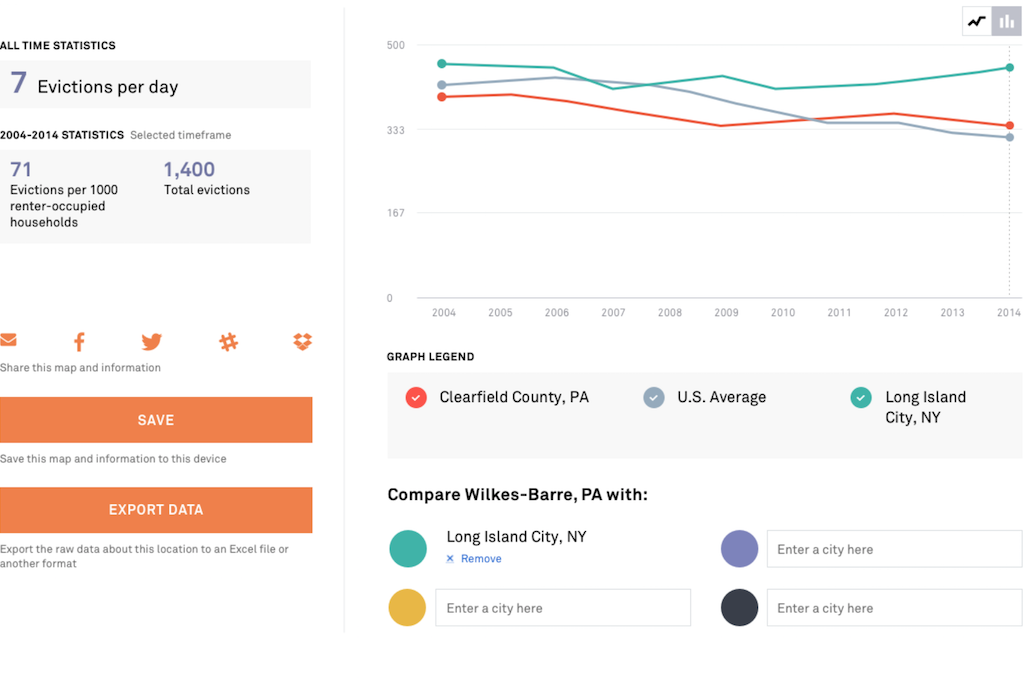 ALL TIME STATISTICS
7 Evictions per day
2004-2014 STATISTICS Selected timeframe
71
Evictions per 1000
renter-occupied
households
1,400
Total evictions
Share this map and information
SAVE
Save this map and information to this device
EXPORT DATA
Export the raw data about this location to an Excel file or
another format
500
333
167
0
2004 2005 2006 2007 2008 2009 2010 2011 2012 2013 2014
GRAPH LEGEND
Clearfield County, PA
U.S. Average
Long Island
City, NY
Compare Wilkes-Barre, PA with:
Long Island City, NY
× Remove
Enter a city here
Enter a city here
Enter a city here